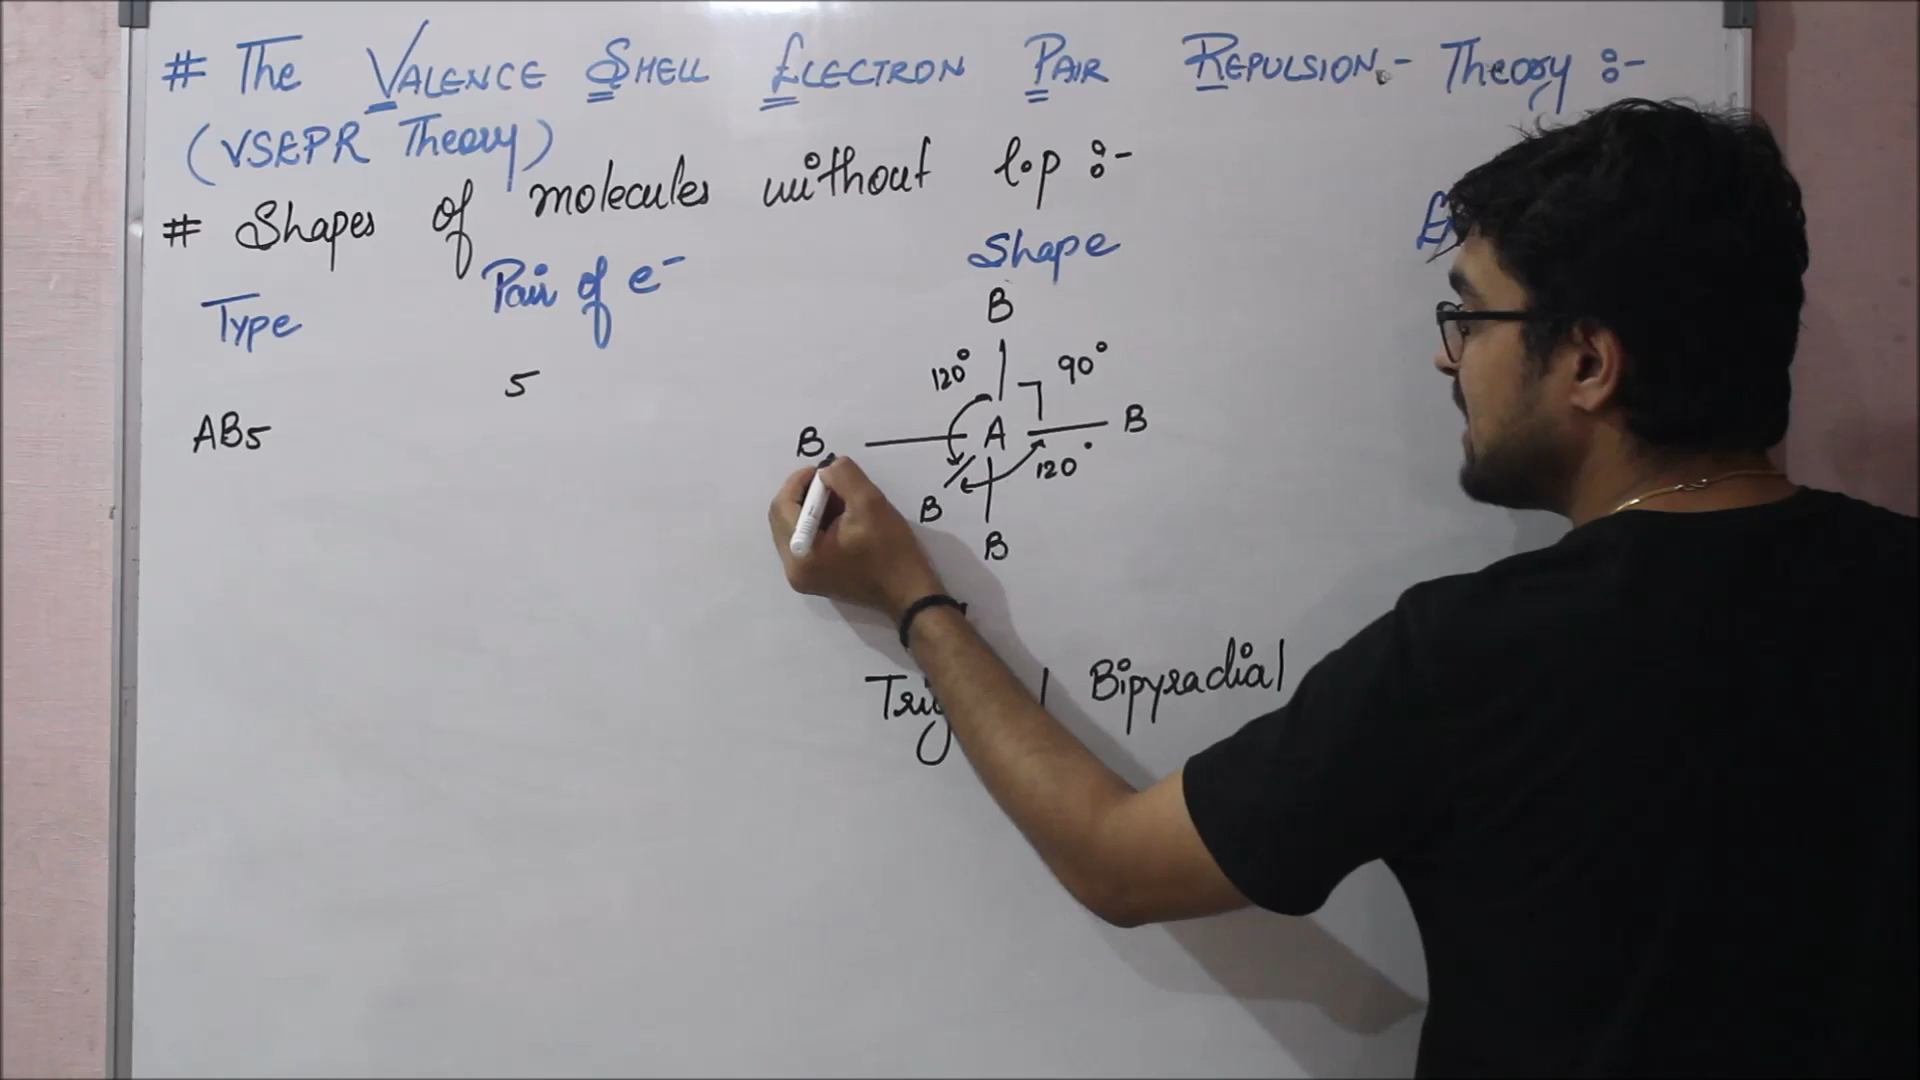 # The VALENCE SHELL ELECTRON PAIR REPULSION - Theory :-
(VSEPR Theory)
# Shapes of molecules without l.p :-
Type Pair of e⁻ Shape
AB5 5
B
120° 90°
B A B
120°
B
B
Bipyradial